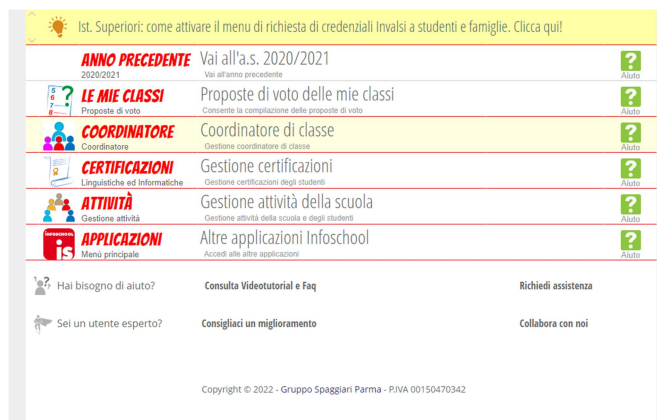 Ist. Superiori: come attivare il menu di richiesta di credenziali Invalsi a studenti e famiglie. Clicca qui!
ANNO PRECEDENTE Vai all'a.s. 2020/2021 ?
2020/2021 Vai all'anno precedente Aiuto
5 6 7 8 ? LE MIE CLASSI Proposte di voto delle mie classi ?
Proposte di voto Consente la compilazione delle proposte di voto Aiuto
COORDINATORE Coordinatore di classe ?
Coordinatore Gestione coordinatore di classe Aiuto
CERTIFICAZIONI Gestione certificazioni ?
Linguistiche ed Informatiche Gestione certificazioni degli studenti Aiuto
ATTIVITÀ Gestione attività della scuola ?
Gestione attività Gestione attività della scuola e degli studenti Aiuto
INFOSCHOOL is APPLICAZIONI Altre applicazioni Infoschool ?
Menù principale Accedi alle altre applicazioni Aiuto
Hai bisogno di aiuto? Consulta Videotutorial e Faq Richiedi assistenza
Sei un utente esperto? Consigliaci un miglioramento Collabora con noi
Copyright © 2022 - Gruppo Spaggiari Parma - P.IVA 00150470342